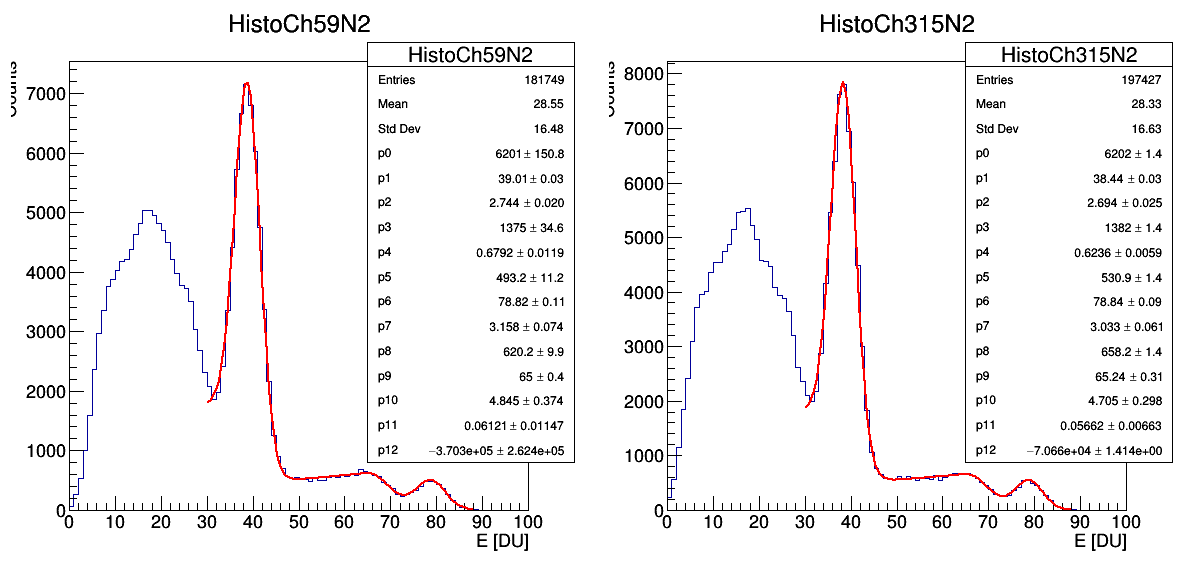 HistoCh59N2
HistoCh59N2
Entries 181749
Mean 28.55
Std Dev 16.48
p0 6201 ± 150.8
p1 39.01 ± 0.03
p2 2.744 ± 0.020
p3 1375 ± 34.6
p4 0.6792 ± 0.0119
p5 493.2 ± 11.2
p6 78.82 ± 0.11
p7 3.158 ± 0.074
p8 620.2 ± 9.9
p9 65 ± 0.4
p10 4.845 ± 0.374
p11 0.06121 ± 0.01147
p12 −3.703e+05 ± 2.624e+05
7000
6000
5000
4000
3000
2000
1000
0
0 10 20 30 40 50 60 70 80 90 100
E [DU]
HistoCh315N2
HistoCh315N2
Entries 197427
Mean 28.33
Std Dev 16.63
p0 6202 ± 1.4
p1 38.44 ± 0.03
p2 2.694 ± 0.025
p3 1382 ± 1.4
p4 0.6236 ± 0.0059
p5 530.9 ± 1.4
p6 78.84 ± 0.09
p7 3.033 ± 0.061
p8 658.2 ± 1.4
p9 65.24 ± 0.31
p10 4.705 ± 0.298
p11 0.05662 ± 0.00663
p12 −7.066e+04 ± 1.414e+00
8000
7000
6000
5000
4000
3000
2000
1000
0
0 10 20 30 40 50 60 70 80 90 100
E [DU]